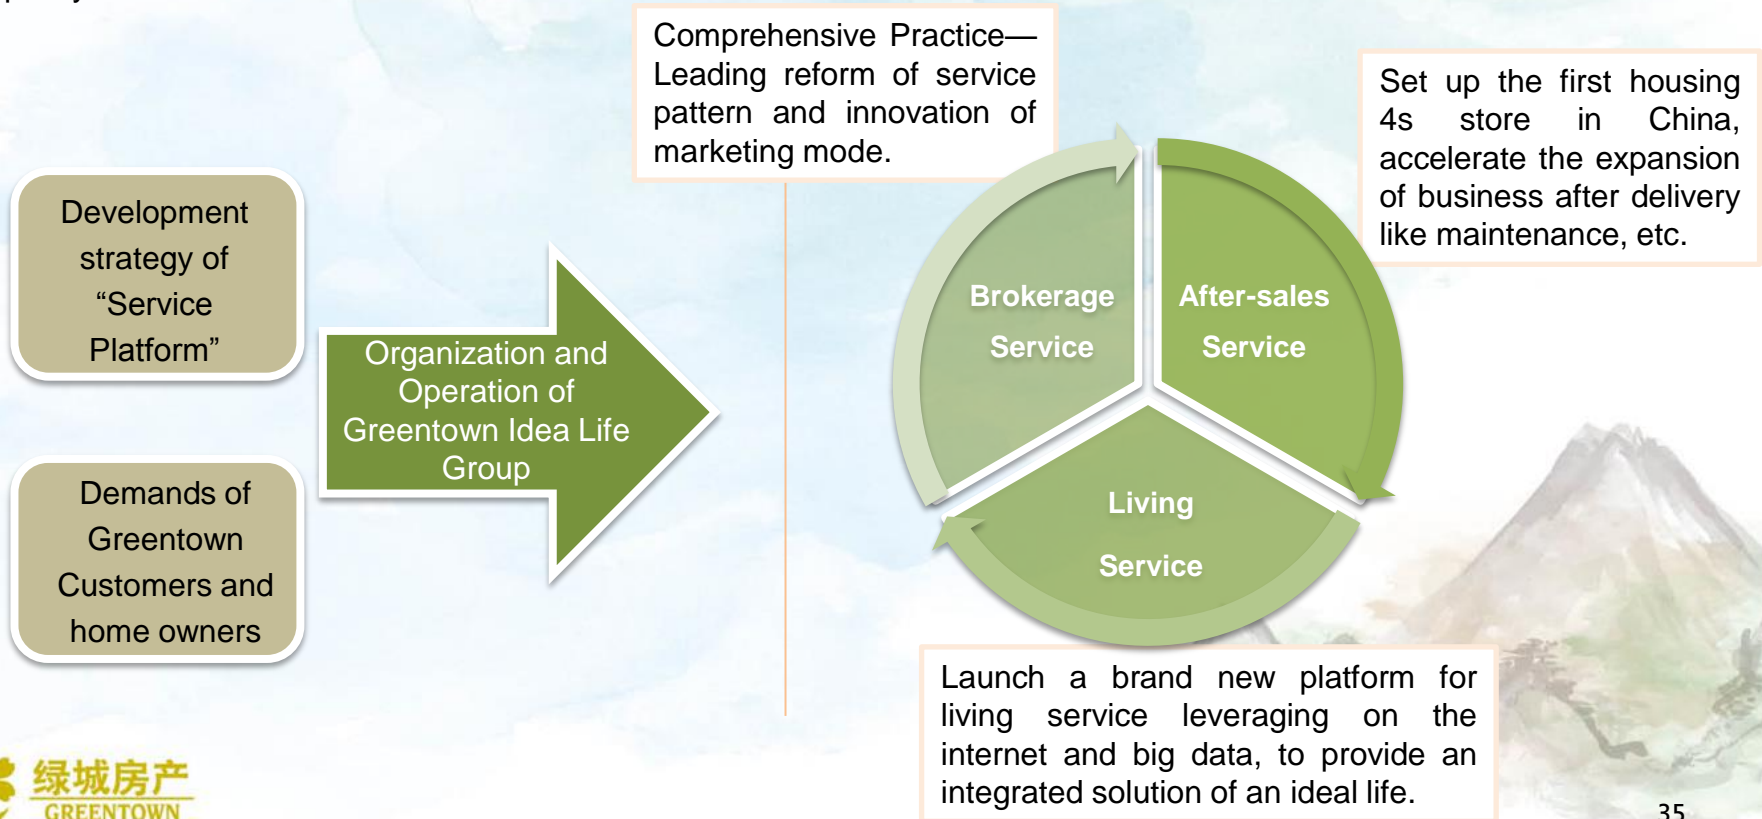 Comprehensive Practice—
Leading reform of service
pattern and innovation of
marketing mode.
Set up the first housing
4s store in China,
accelerate the expansion
of business after delivery
like maintenance, etc.
Development
strategy of
“Service
Platform”
Demands of
Greentown
Customers and
home owners
Organization and
Operation of
Greentown Idea Life
Group
Brokerage
Service
After-sales
Service
Living
Service
Launch a brand new platform for
living service leveraging on the
internet and big data, to provide an
integrated solution of an ideal life.
绿城房产
GREENTOWN
35